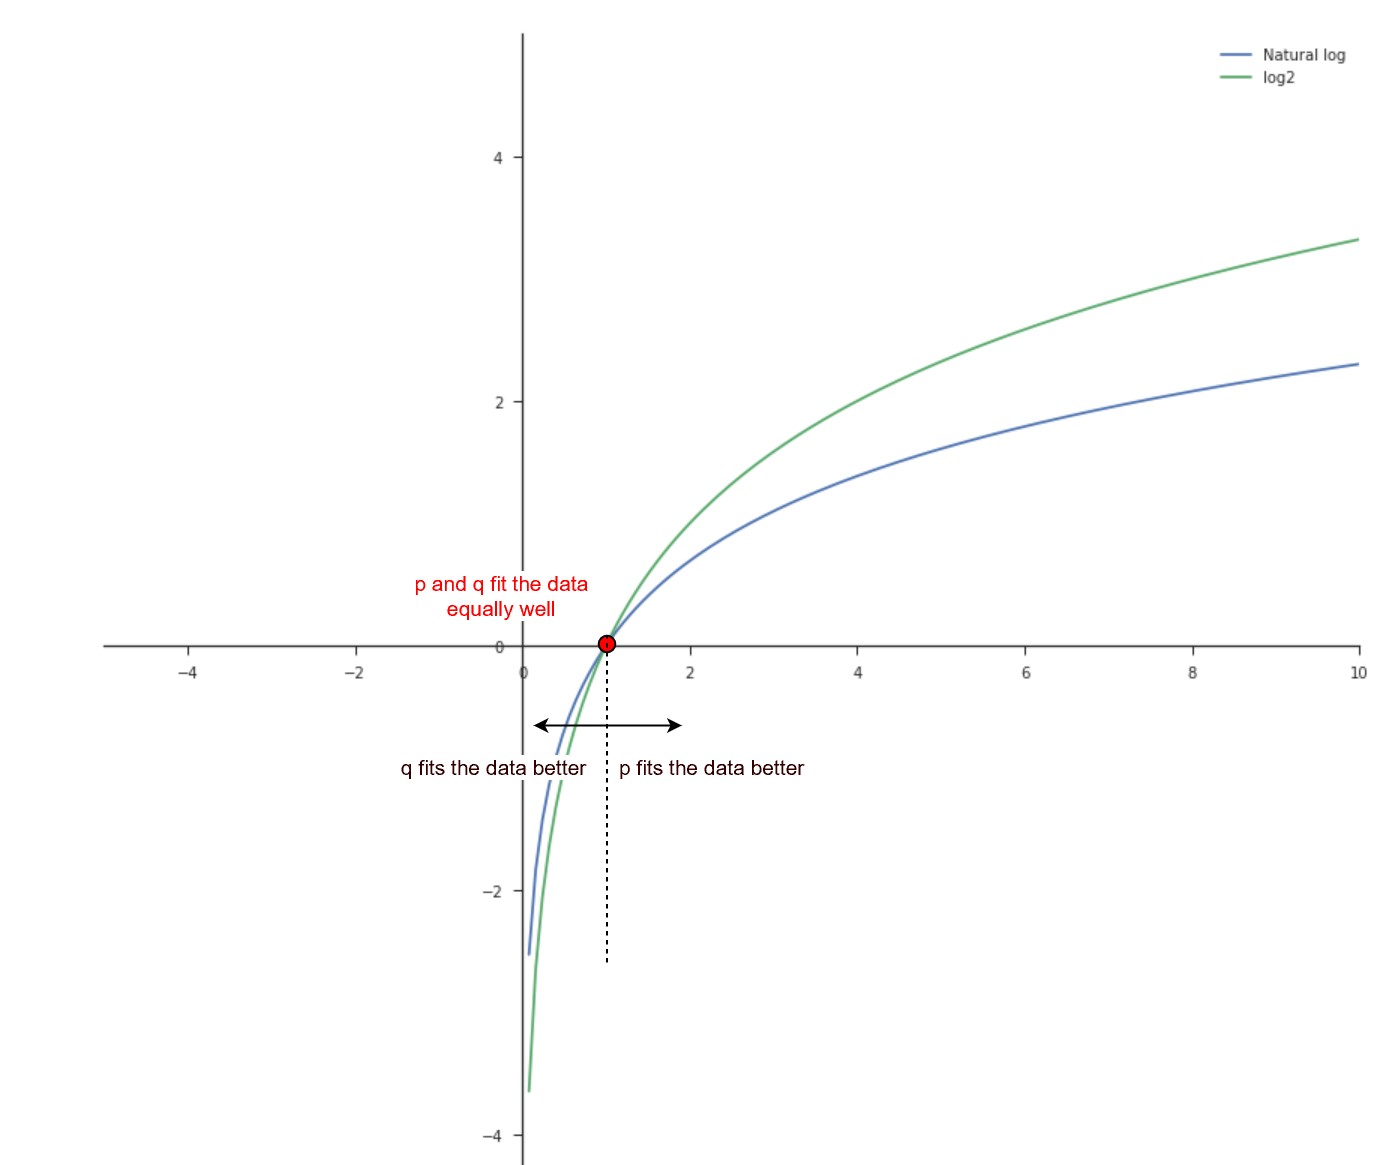 Natural log
log2
4
2
p and q fit the data
equally well
0
−4
−2
0
2
4
6
8
10
q fits the data better
p fits the data better
−2
−4